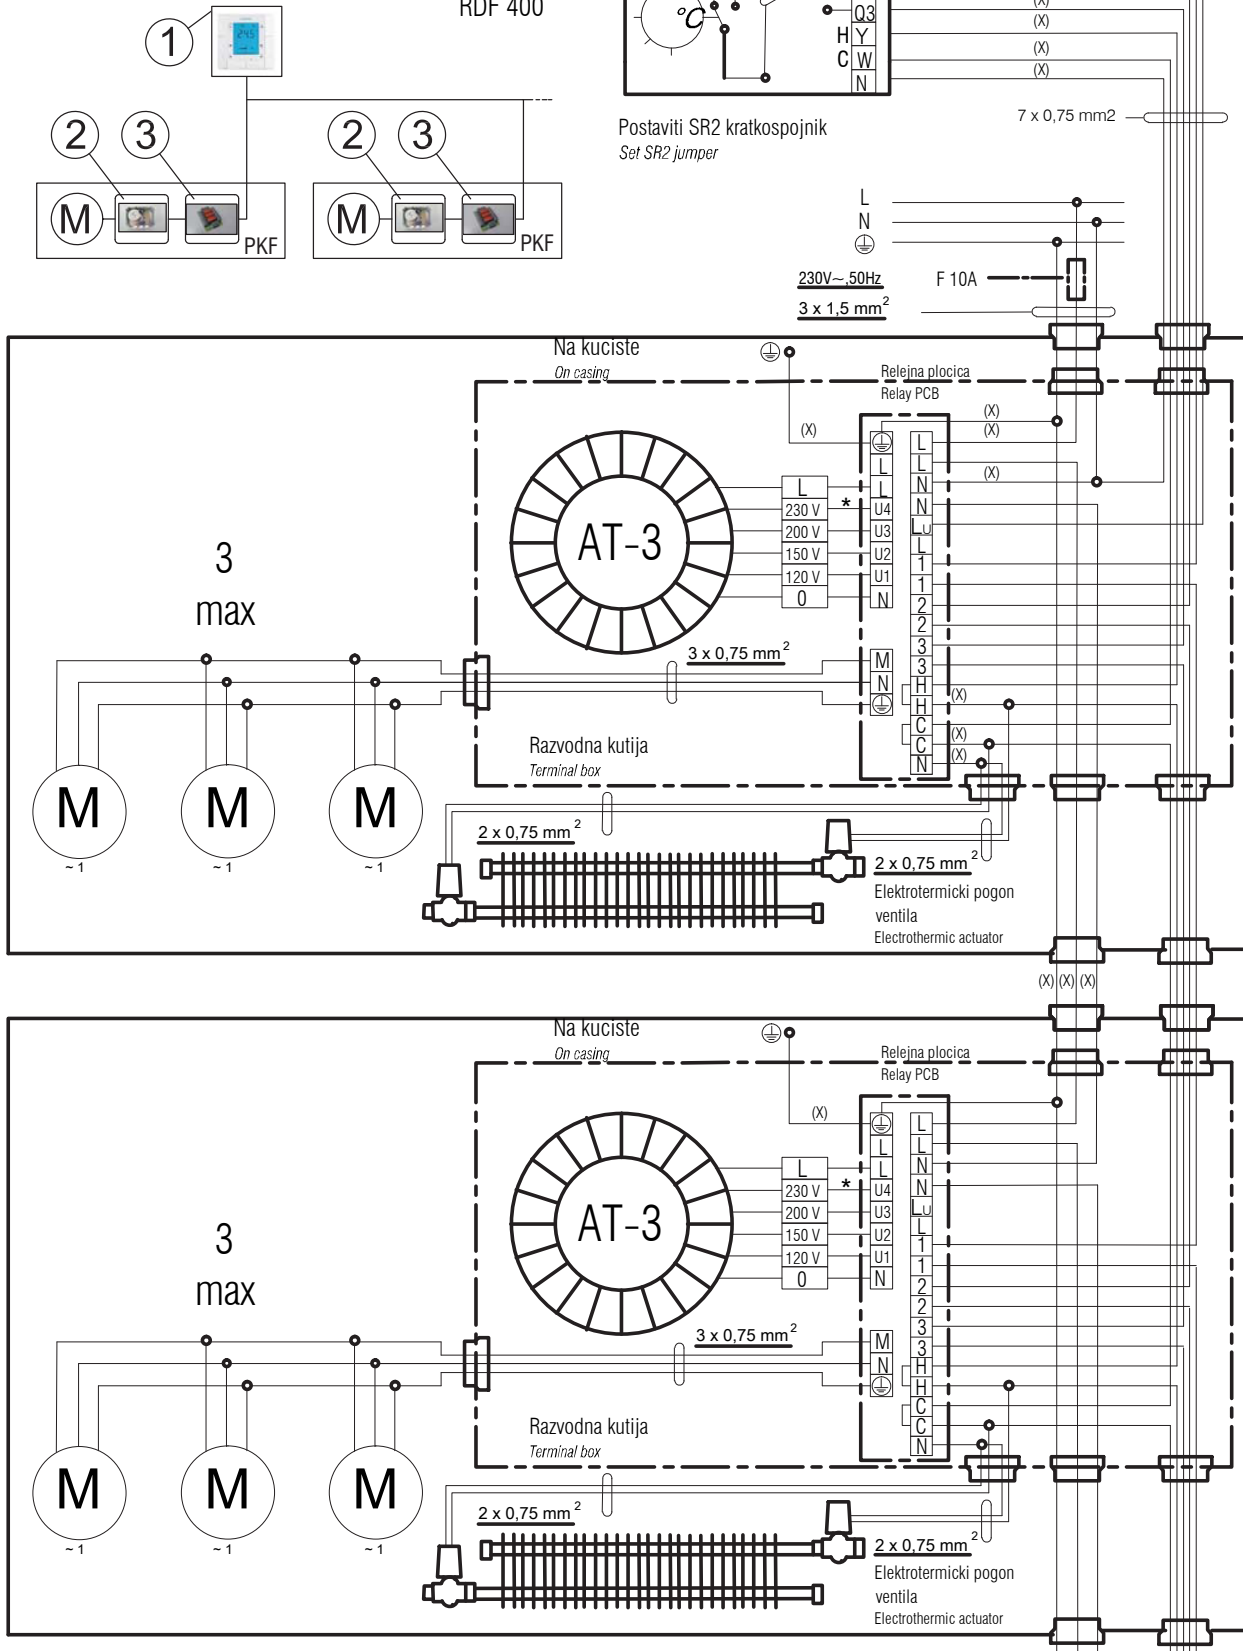 RDF 400
1
2
3
2
3
M
PKF
M
PKF
°C
Q3
H Y
C W
N
(X)
(X)
(X)
(X)
7 x 0,75 mm2
Postaviti SR2 kratkospojnik
Set SR2 jumper
L
N
230V~,50Hz
F 10A
3 x 1,5 mm²
Na kuciste
On casing
Relejna plocica
Relay PCB
(X)
(X)
(X)
(X)
AT-3
L
230 V
200 V
150 V
120 V
0
*
L
L
U4
U3
U2
U1
N
M
N
L
L
N
N
LU
L
1
1
2
2
3
3
H
H
C
C
N
(X)
(X)
(X)
3
max
3 x 0,75 mm²
Razvodna kutija
Terminal box
M
M
M
~ 1
~ 1
~ 1
2 x 0,75 mm²
2 x 0,75 mm²
Elektrotermicki pogon
ventila
Electrothermic actuator
(X) (X) (X)
Na kuciste
On casing
Relejna plocica
Relay PCB
(X)
AT-3
L
230 V
200 V
150 V
120 V
0
*
L
L
U4
U3
U2
U1
N
M
N
L
L
N
N
LU
L
1
1
2
2
3
3
H
H
C
C
N
3
max
3 x 0,75 mm²
Razvodna kutija
Terminal box
M
M
M
~ 1
~ 1
~ 1
2 x 0,75 mm²
2 x 0,75 mm²
Elektrotermicki pogon
ventila
Electrothermic actuator